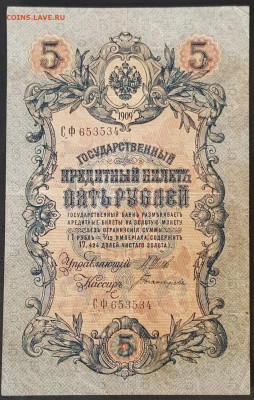 COINS.LAVE.RU
5 5
1909
СФ 653534
ГОСУДАРСТВЕННЫЙ
КРЕДИТНЫЙ БИЛЕТЪ
ПЯТЬ РУБЛЕЙ
ГОСУДАРСТВЕННЫЙ БАНКЪ РАЗМѢНИВАЕТЪ
КРЕДИТНЫЕ БИЛЕТЫ НА ЗОЛОТУЮ МОНЕТУ
БЕЗЪ ОГРАНИЧЕНІЯ СУММЫ
(1 РУБЛЬ = 1/15 ИМПЕРІАЛА, СОДЕРЖИТЪ
17,424 ДОЛЕЙ ЧИСТАГО ЗОЛОТА).
Управляющій
Кассиръ
СФ 653534
5